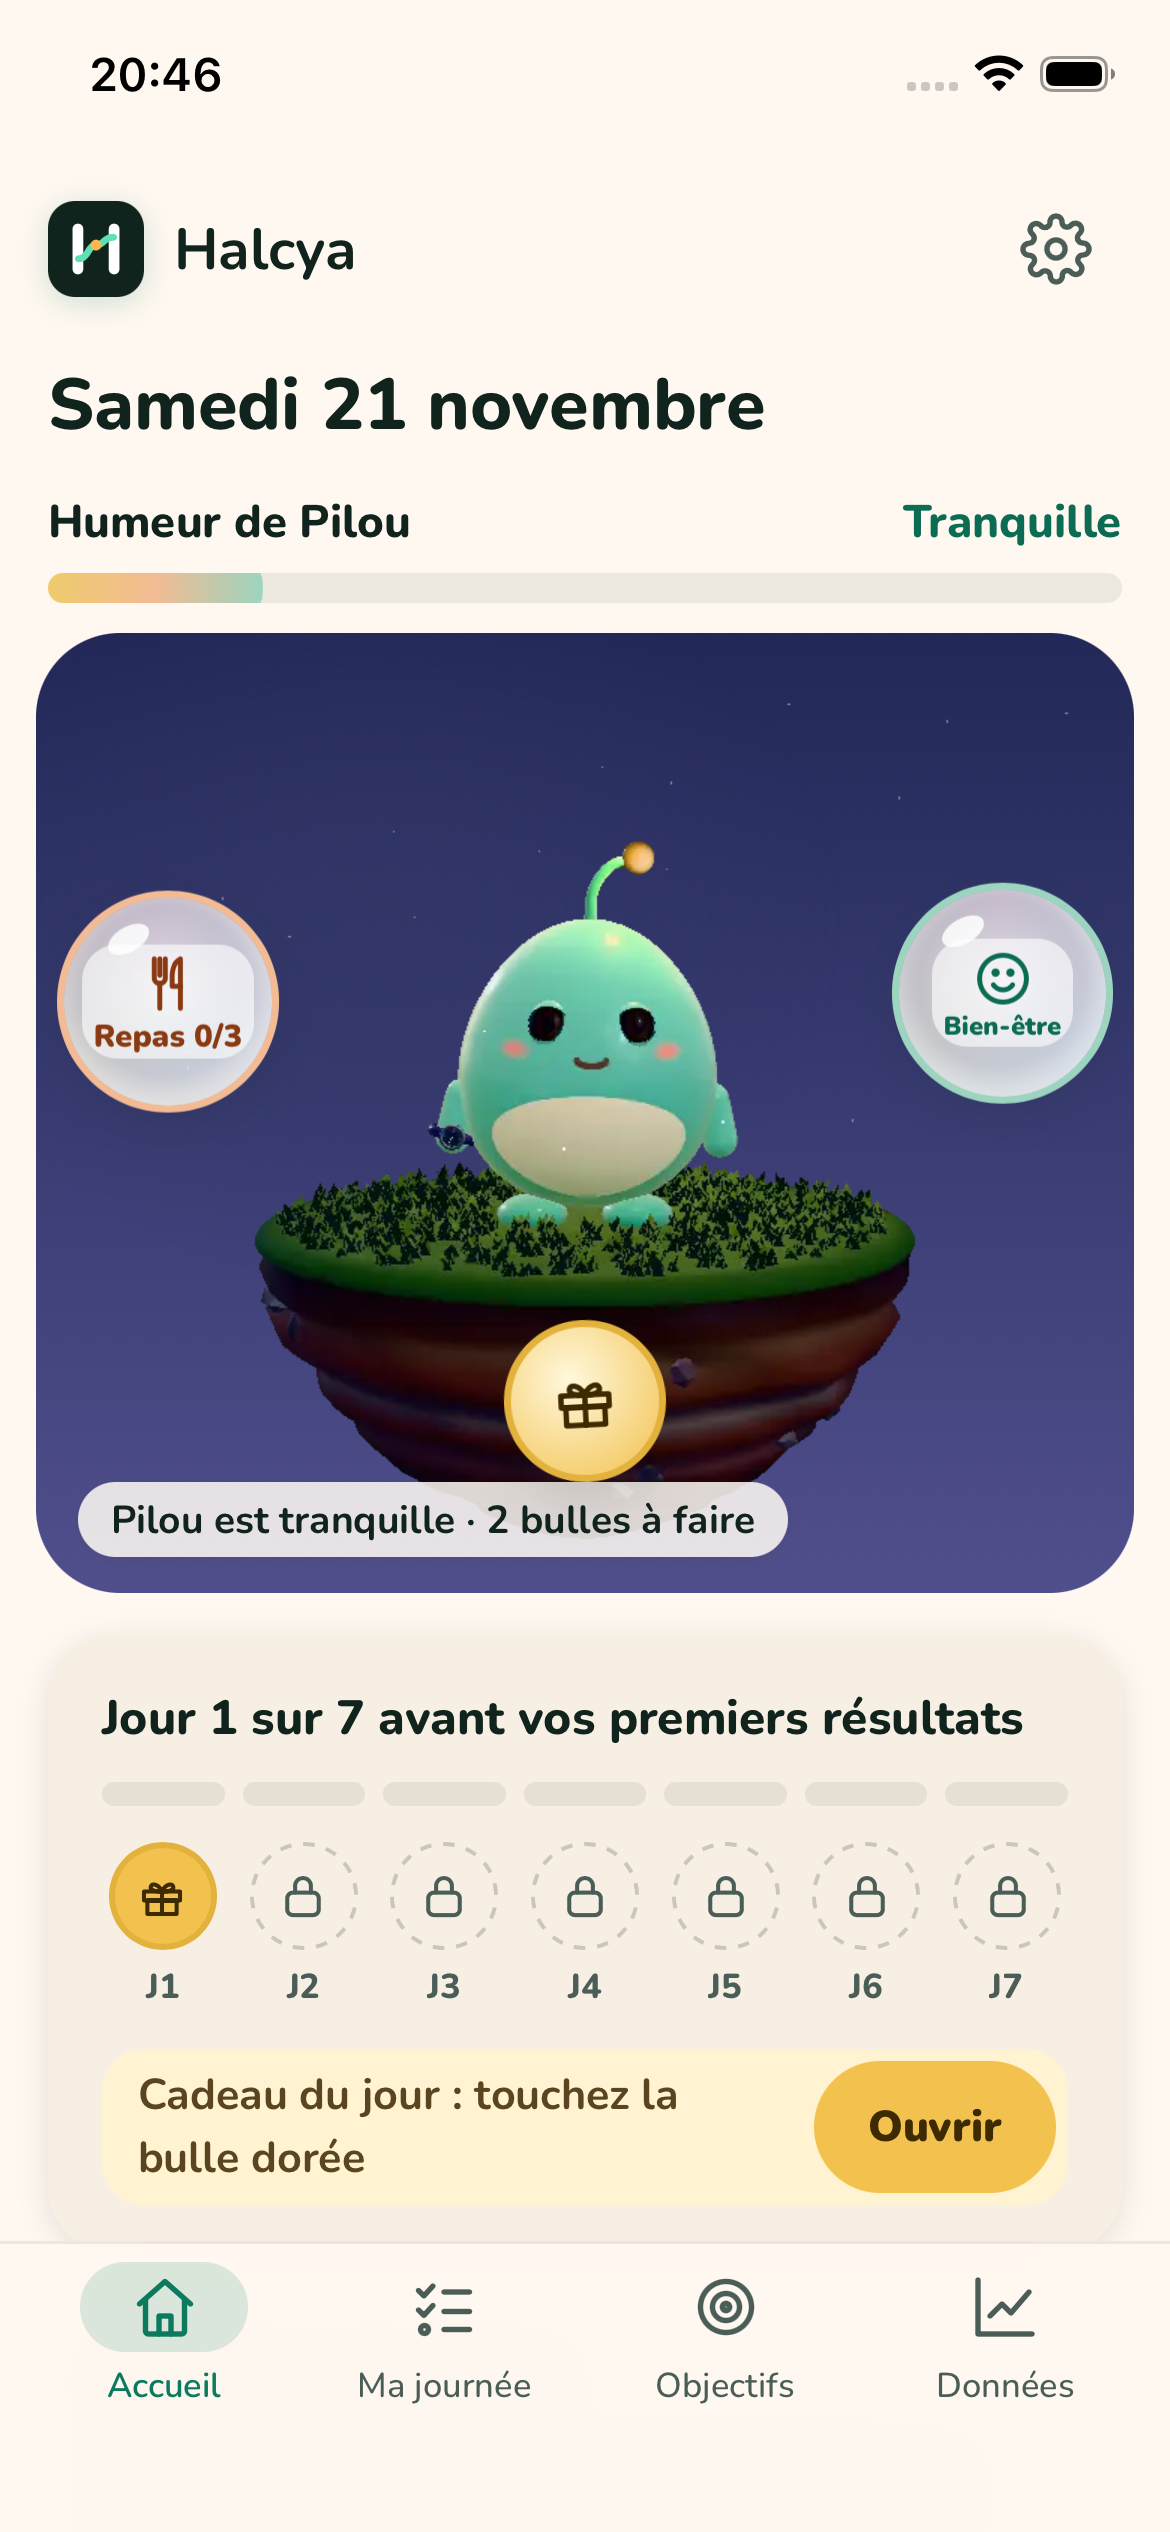 20:46
Halcya
Samedi 21 novembre
Humeur de Pilou
Tranquille
Repas 0/3
Bien-être
Pilou est tranquille · 2 bulles à faire
Jour 1 sur 7 avant vos premiers résultats
J1
J2
J3
J4
J5
J6
J7
Cadeau du jour : touchez la
bulle dorée
Ouvrir
Accueil
Ma journée
Objectifs
Données